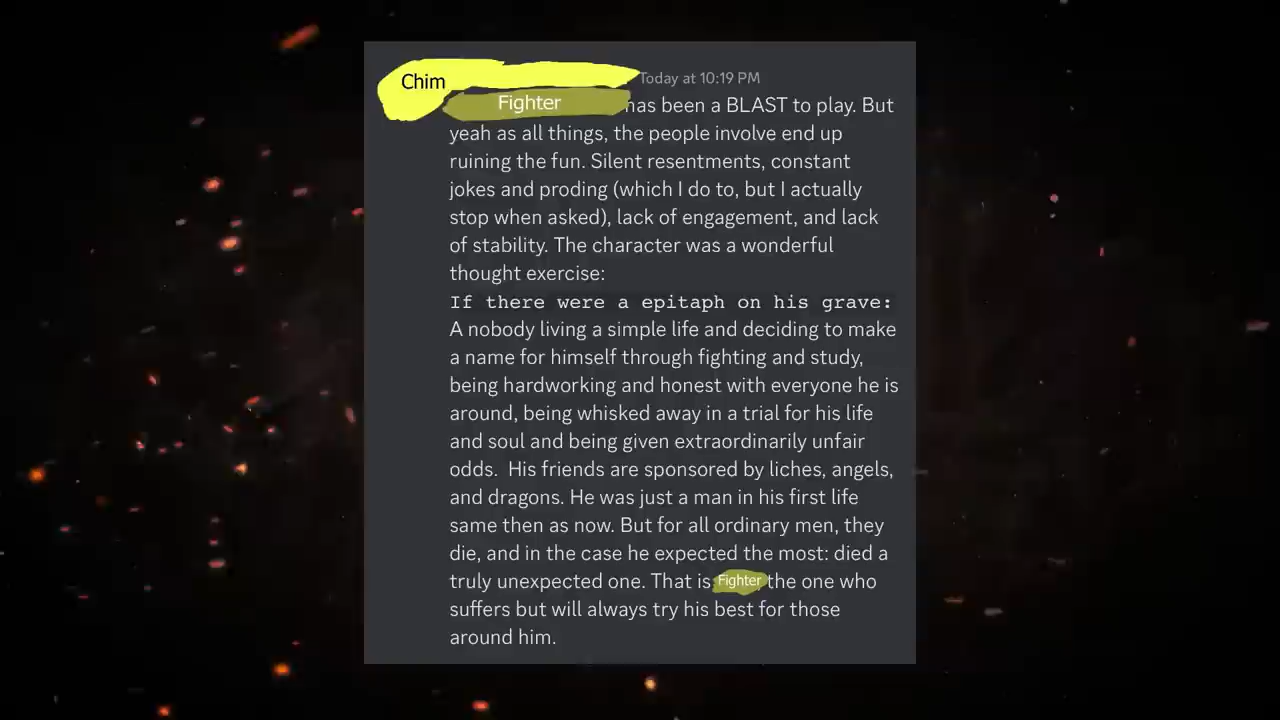 Chim Today at 10:19 PM
Fighter has been a BLAST to play. But
yeah as all things, the people involve end up
ruining the fun. Silent resentments, constant
jokes and proding (which I do to, but I actually
stop when asked), lack of engagement, and lack
of stability. The character was a wonderful
thought exercise:
If there were a epitaph on his grave:
A nobody living a simple life and deciding to make
a name for himself through fighting and study,
being hardworking and honest with everyone he is
around, being whisked away in a trial for his life
and soul and being given extraordinarily unfair
odds. His friends are sponsored by liches, angels,
and dragons. He was just a man in his first life
same then as now. But for all ordinary men, they
die, and in the case he expected the most: died a
truly unexpected one. That is Fighter the one who
suffers but will always try his best for those
around him.